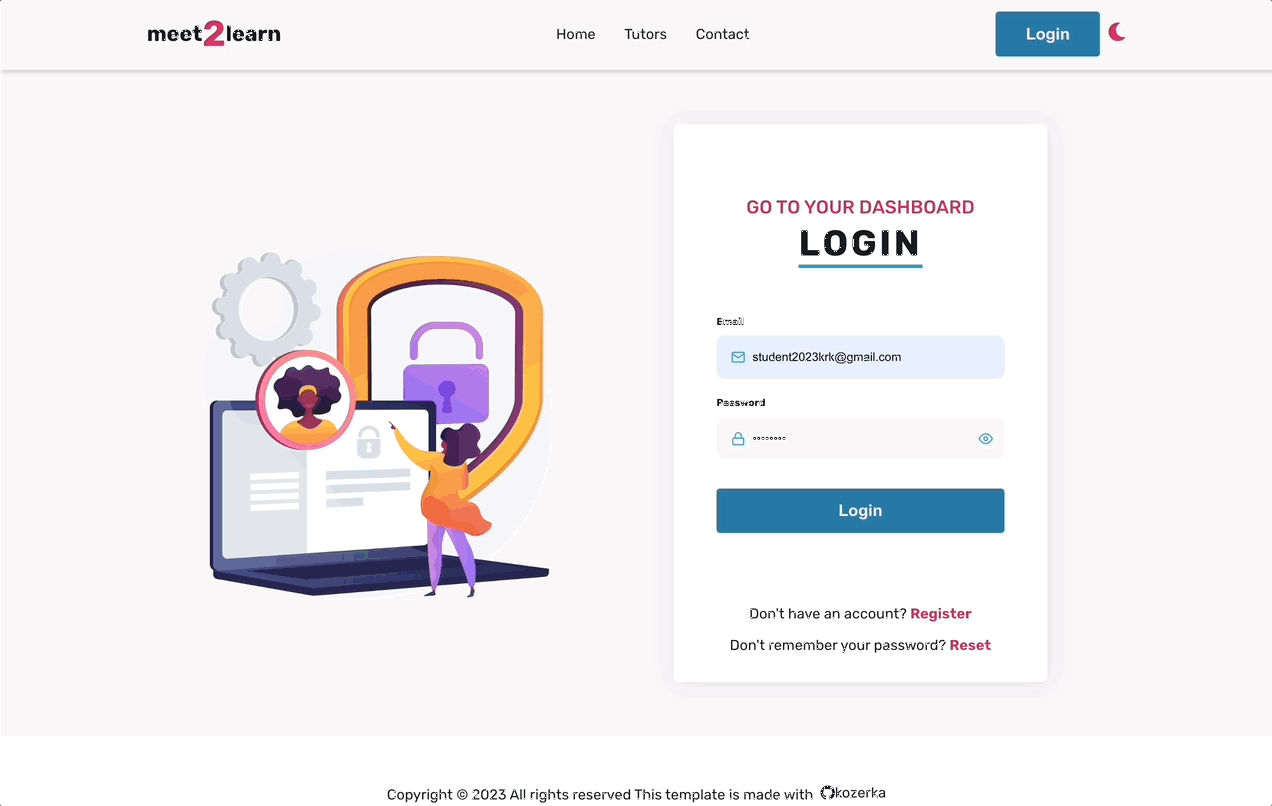 meet2learn
Home Tutors Contact Login
GO TO YOUR DASHBOARD
LOGIN
Email
student2023krk@gmail.com
Password
Login
Don't have an account? Register
Don't remember your password? Reset
Copyright © 2023 All rights reserved This template is made with kozerka